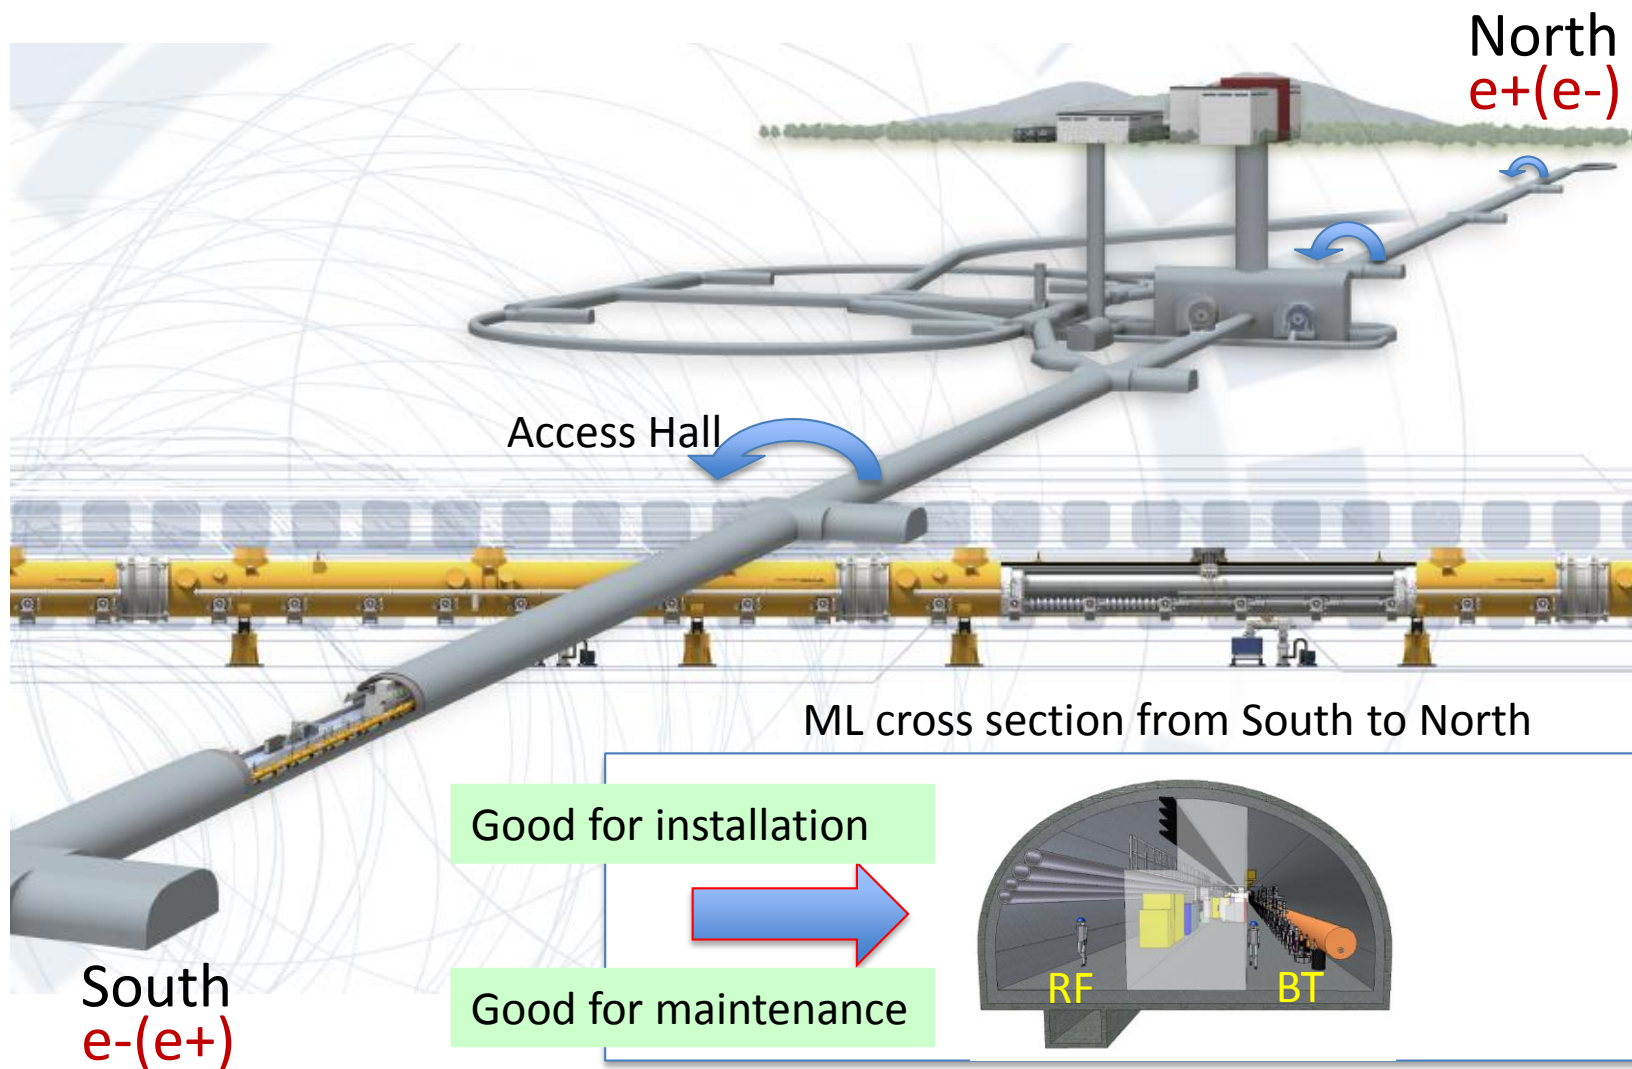 North
e+(e-)
Access Hall
ML cross section from South to North
Good for installation
Good for maintenance
RF
BT
South
e-(e+)